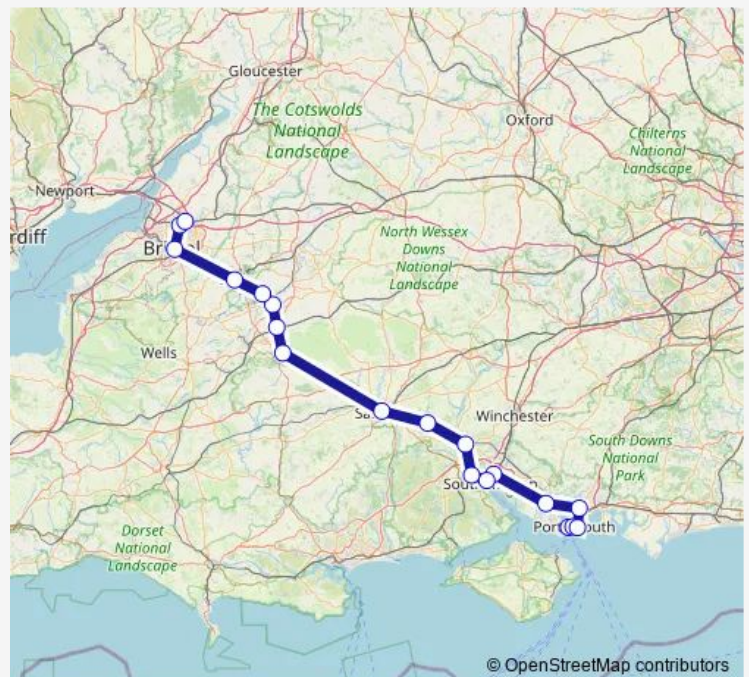 Gloucester
The Cotswolds
National
Landscape
Oxford
Chilterns
National
Landscape
Newport
rdiff
North Wessex
Downs
National
Landscape
Wells
Winchester
South Downs
National
Park
Dorset
National
Landscape
© OpenStreetMap contributors